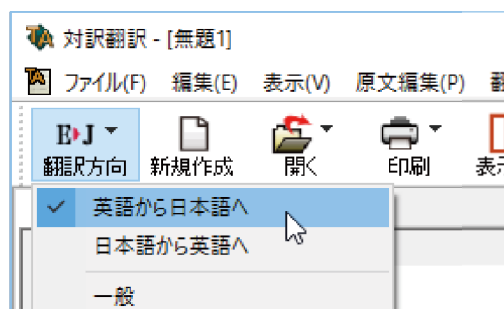 対訳翻訳 - [無題1]
ファイル(F) 編集(E) 表示(V) 原文編集(P)
E▸J
翻訳方向 新規作成 開く 印刷
英語から日本語へ
日本語から英語へ
一般